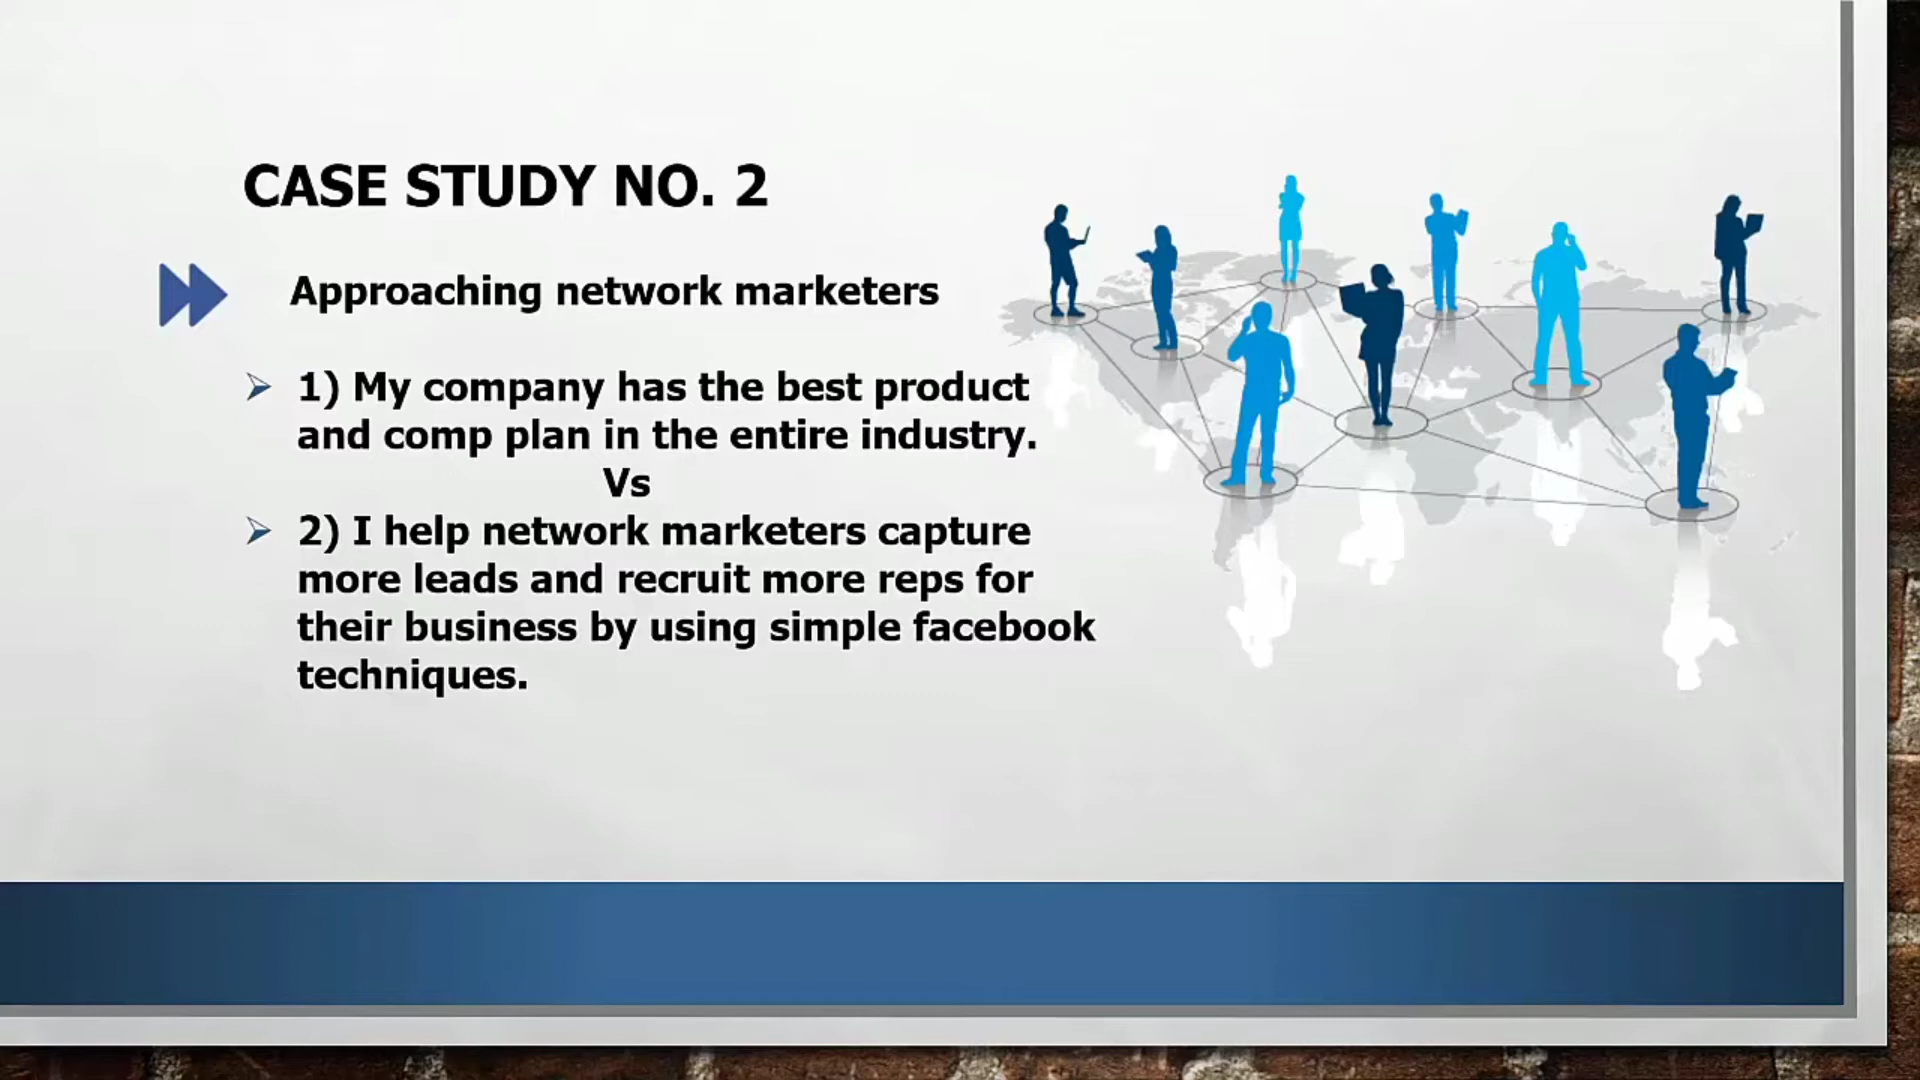 CASE STUDY NO. 2
Approaching network marketers
1) My company has the best product
and comp plan in the entire industry.
Vs
2) I help network marketers capture
more leads and recruit more reps for
their business by using simple facebook
techniques.